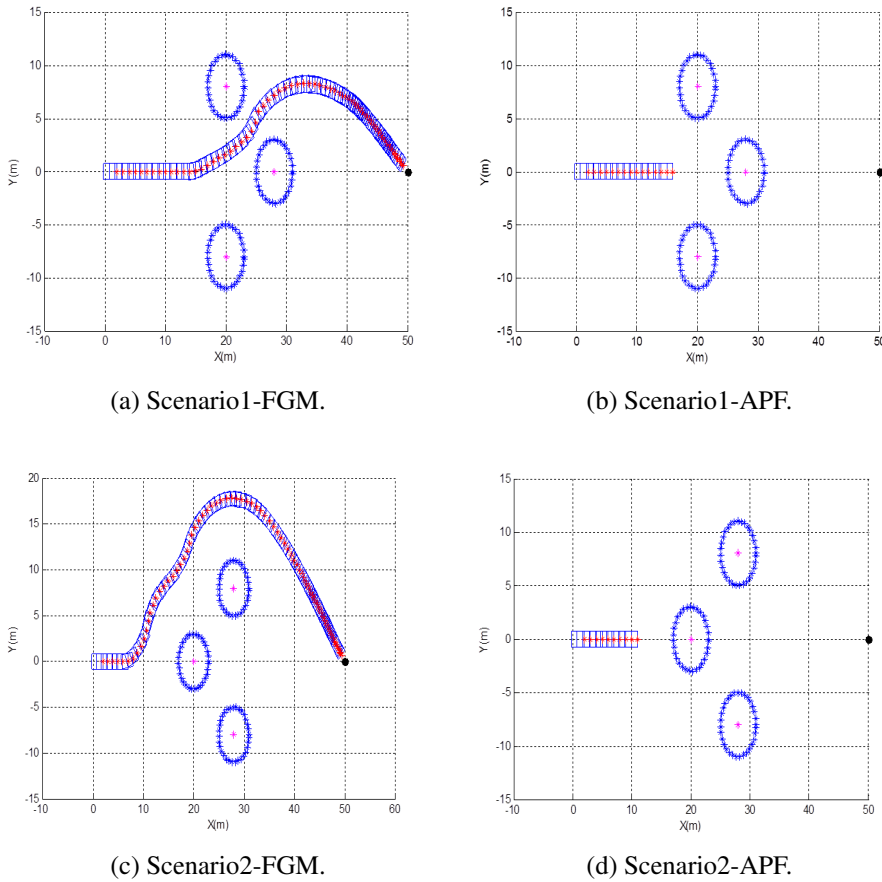 15
10
5
0
-5
-10
-15
Y(m)
-10 0 10 20 30 40 50
X(m)
(a) Scenario1-FGM.
15
10
5
0
-5
-10
-15
Y(m)
-10 0 10 20 30 40 50
X(m)
(b) Scenario1-APF.
20
15
10
5
0
-5
-10
-15
Y(m)
-10 0 10 20 30 40 50 60
X(m)
(c) Scenario2-FGM.
15
10
5
0
-5
-10
-15
Y(m)
-10 0 10 20 30 40 50
X(m)
(d) Scenario2-APF.